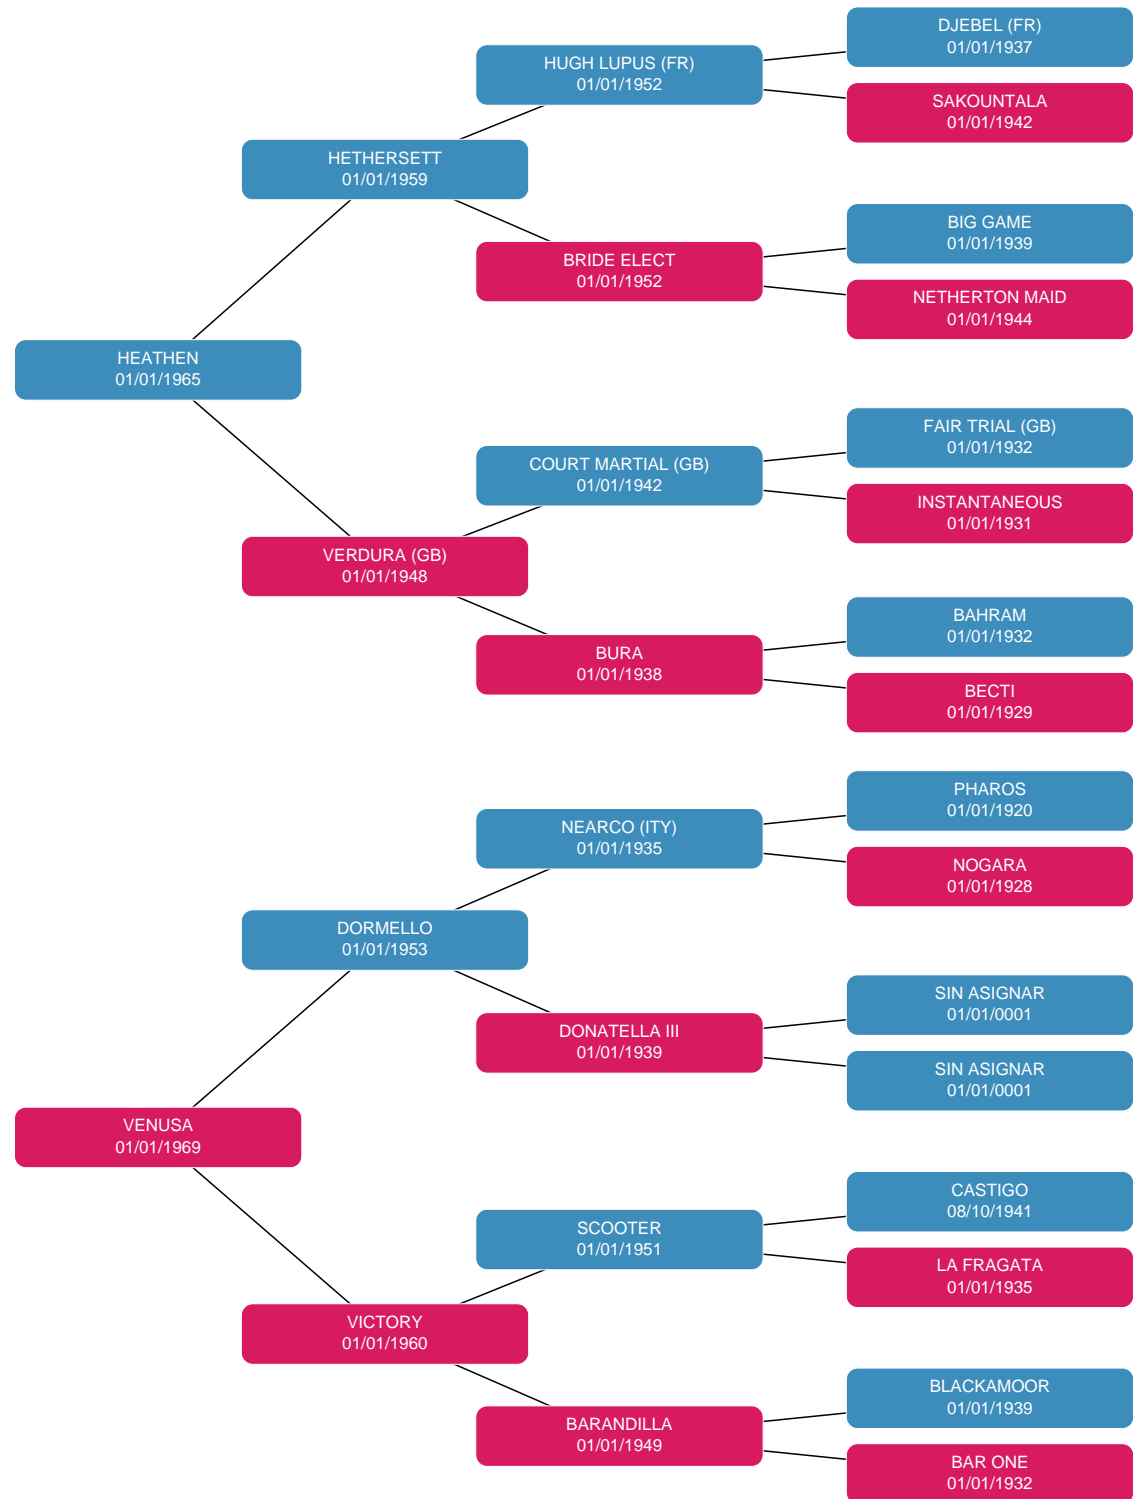 DJEBEL (FR)
01/01/1937
HUGH LUPUS (FR)
01/01/1952
SAKOUNTALA
01/01/1942
HETHERSETT
01/01/1959
BIG GAME
01/01/1939
BRIDE ELECT
01/01/1952
NETHERTON MAID
01/01/1944
HEATHEN
01/01/1965
FAIR TRIAL (GB)
01/01/1932
COURT MARTIAL (GB)
01/01/1942
INSTANTANEOUS
01/01/1931
VERDURA (GB)
01/01/1948
BAHRAM
01/01/1932
BURA
01/01/1938
BECTI
01/01/1929
PHAROS
01/01/1920
NEARCO (ITY)
01/01/1935
NOGARA
01/01/1928
DORMELLO
01/01/1953
SIN ASIGNAR
01/01/0001
DONATELLA III
01/01/1939
SIN ASIGNAR
01/01/0001
VENUSA
01/01/1969
CASTIGO
08/10/1941
SCOOTER
01/01/1951
LA FRAGATA
01/01/1935
VICTORY
01/01/1960
BLACKAMOOR
01/01/1939
BARANDILLA
01/01/1949
BAR ONE
01/01/1932